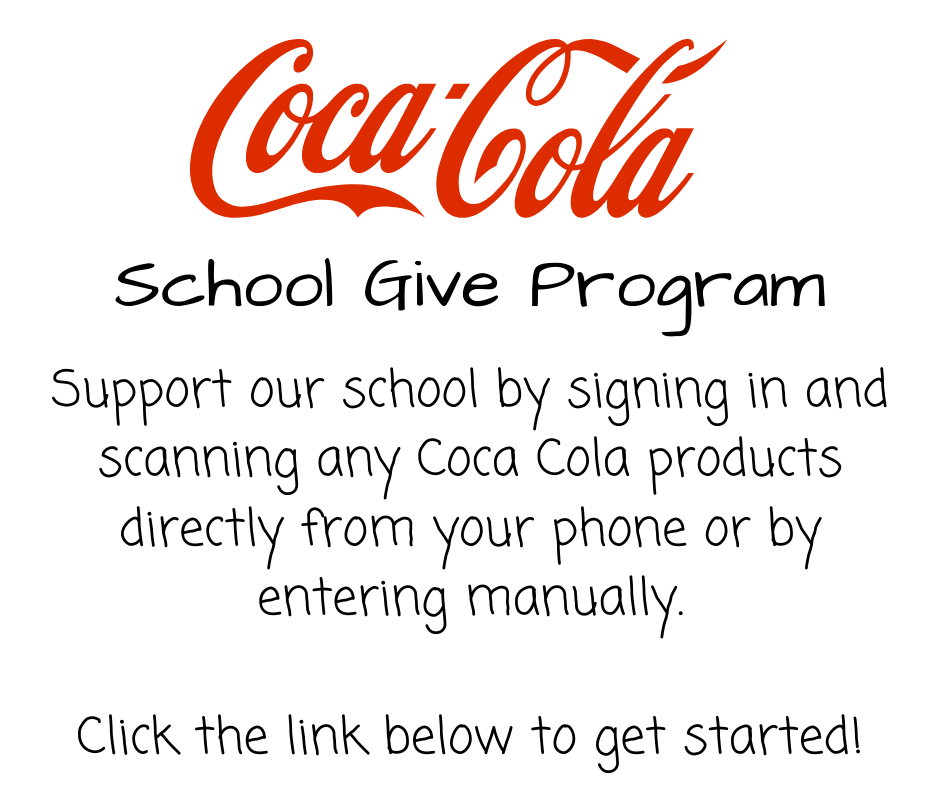 Coca-Cola
School Give Program
Support our school by signing in and
scanning any Coca Cola products
directly from your phone or by
entering manually.
Click the link below to get started!